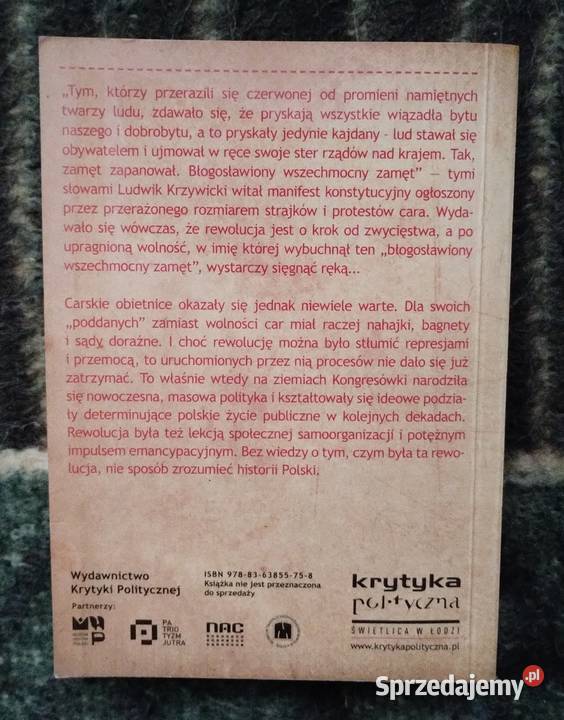 „Tym, którzy przerazili się czerwonej od promieni namiętnych
twarzy ludu, zdawało się, że pryskają wszystkie wiązadła bytu
naszego i dobrobytu, a to pryskały jedynie kajdany - lud stawał się
obywatelem i ujmował w ręce swoje ster rządów nad krajem. Tak,
zamęt zapanował. Błogosławiony wszechmocny zamęt” – tymi
słowami Ludwik Krzywicki witał manifest konstytucyjny ogłoszony
przez przerażonego rozmiarem strajków i protestów cara. Wyda-
wało się wówczas, że rewolucja jest o krok od zwycięstwa, a po
upragnioną wolność, w imię której wybuchnął ten „błogosławiony
wszechmocny zamęt”, wystarczy sięgnąć ręką...
Carskie obietnice okazały się jednak niewiele warte. Dla swoich
„poddanych” zamiast wolności car miał raczej nahajki, bagnety
i sądy doraźne. I choć rewolucję można było stłumić represjami
i przemocą, to uruchomionych przez nią procesów nie dało się już
zatrzymać. To właśnie wtedy na ziemiach Kongresówki narodziła
się nowoczesna, masowa polityka i kształtowały się ideowe podzia-
ły determinujące polskie życie publiczne w kolejnych dekadach.
Rewolucja była też lekcją społecznej samoorganizacji i potężnym
impulsem emancypacyjnym. Bez wiedzy o tym, czym była ta rewo-
lucja, nie sposób zrozumieć historii Polski.
Wydawnictwo
Krytyki Politycznej
Partnerzy:
ISBN 978-83-63855-75-8
Książka nie jest przeznaczona
do sprzedaży
krytyka
polityczna
ŚWIETLICA W ŁODZI
www.krytykapolityczna.pl
MHP
PA
TRIO
TYZM
JUTRA
NAC
Sprzedajemy.pl